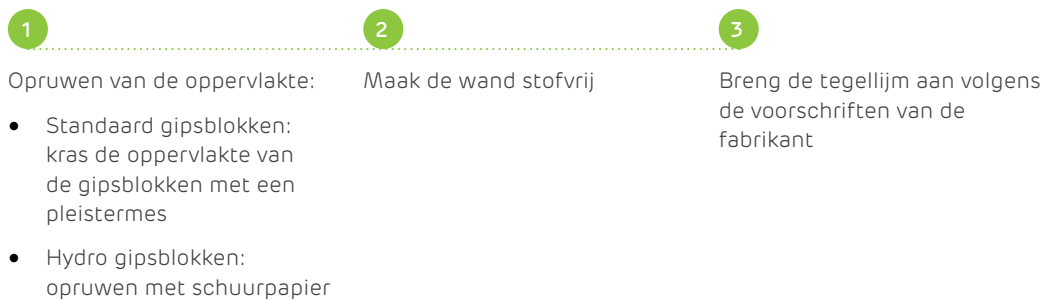 1
Opruwen van de oppervlakte:
• Standaard gipsblokken:
kras de oppervlakte van
de gipsblokken met een
pleistermes
• Hydro gipsblokken:
opruwen met schuurpapier
2
Maak de wand stofvrij
3
Breng de tegellijm aan volgens
de voorschriften van de
fabrikant